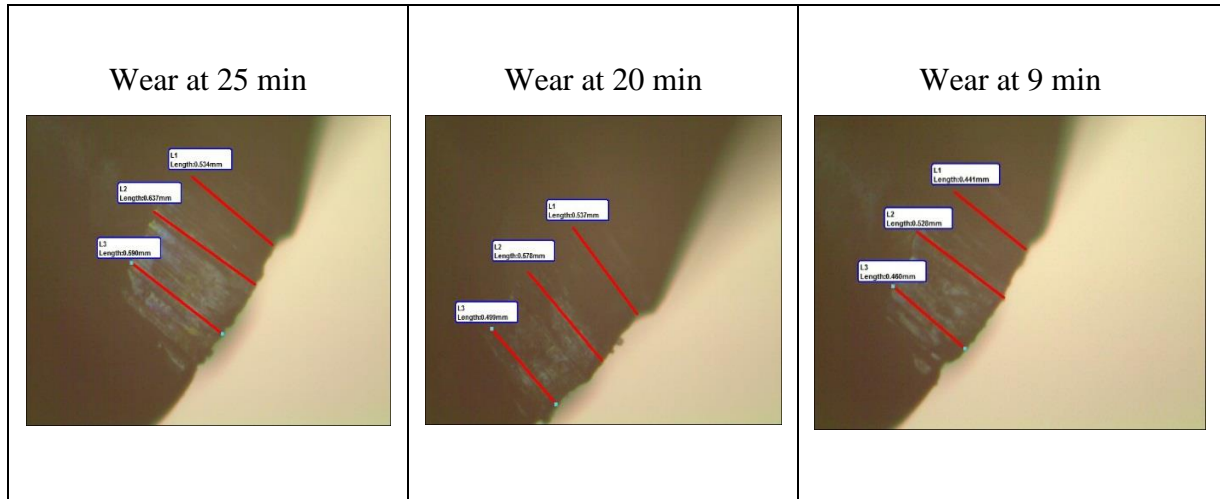 Wear at 25 min
L1
Length:0.534mm
L2
Length:0.637mm
L3
Length:0.590mm
Wear at 20 min
L1
Length:0.537mm
L2
Length:0.578mm
L3
Length:0.499mm
Wear at 9 min
L1
Length:0.441mm
L2
Length:0.528mm
L3
Length:0.460mm